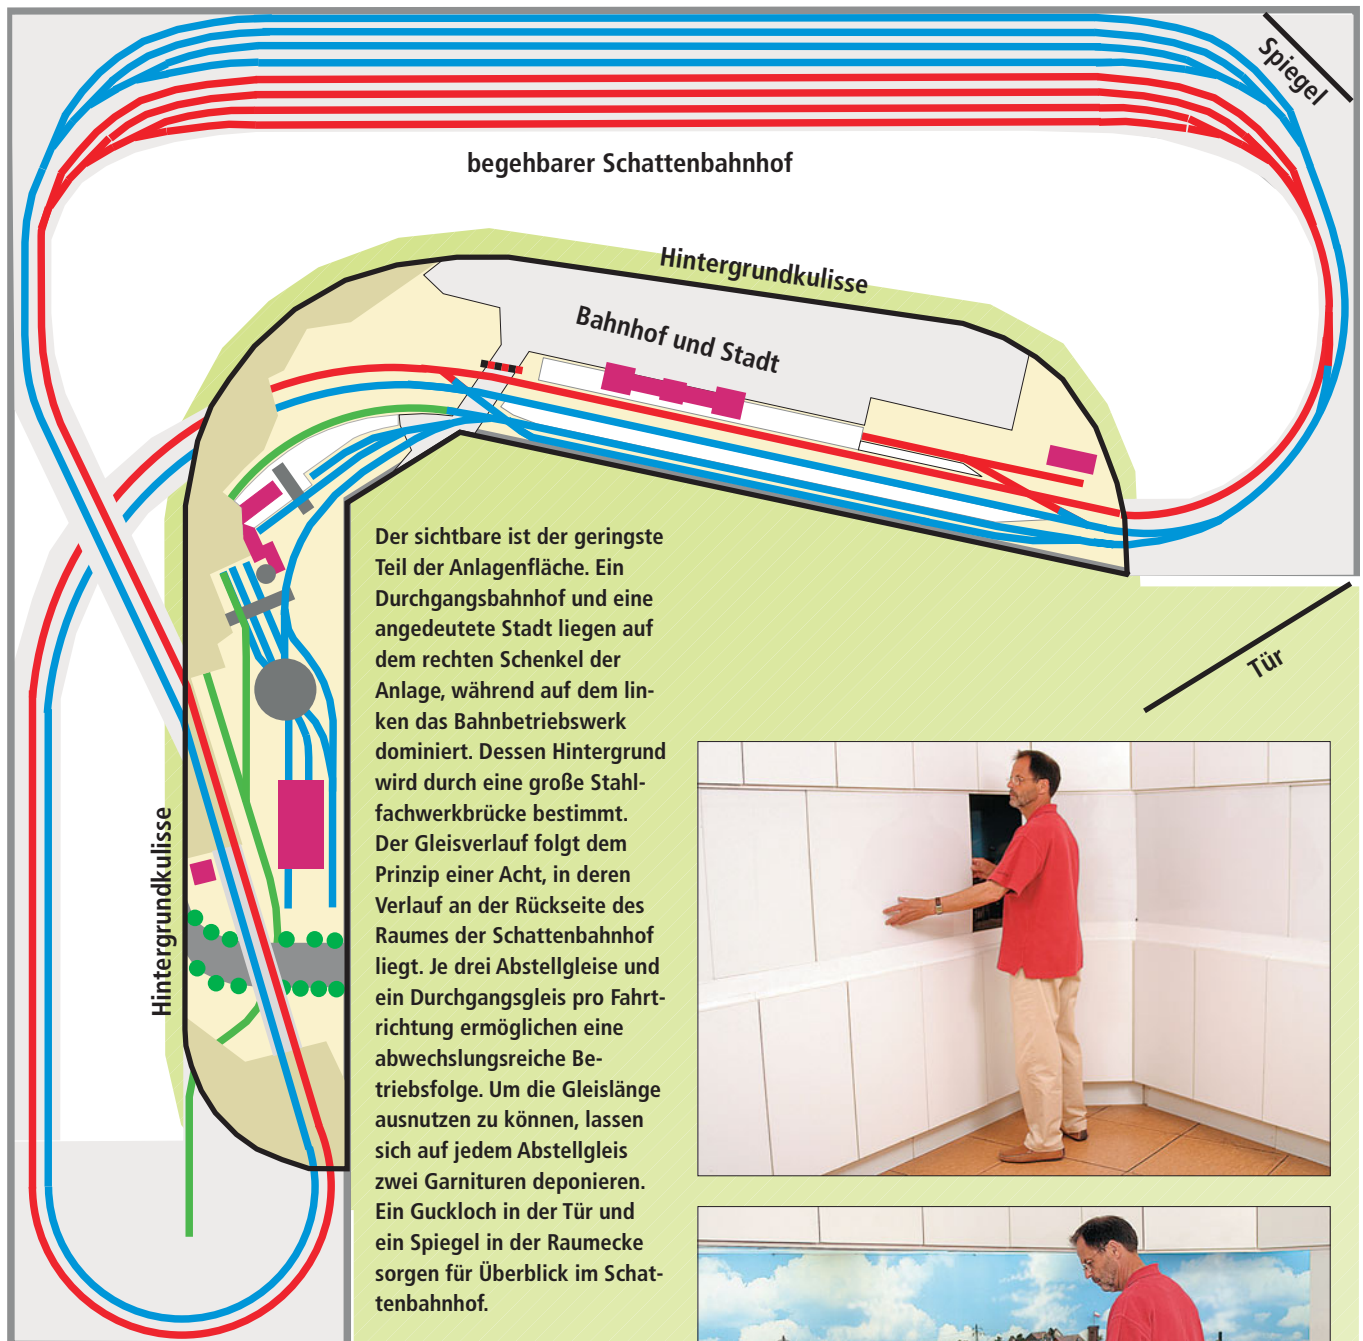 Spiegel
begehbarer Schattenbahnhof
Hintergrundkulisse
Bahnhof und Stadt
Der sichtbare ist der geringste
Teil der Anlagenfläche. Ein
Durchgangsbahnhof und eine
angedeutete Stadt liegen auf
dem rechten Schenkel der
Anlage, während auf dem lin-
ken das Bahnbetriebswerk
dominiert. Dessen Hintergrund
wird durch eine große Stahl-
fachwerkbrücke bestimmt.
Der Gleisverlauf folgt dem
Prinzip einer Acht, in deren
Verlauf an der Rückseite des
Raumes der Schattenbahnhof
liegt. Je drei Abstellgleise und
ein Durchgangsgleis pro Fahrt-
richtung ermöglichen eine
abwechslungsreiche Be-
triebsfolge. Um die Gleislänge
ausnutzen zu können, lassen
sich auf jedem Abstellgleis
zwei Garnituren deponieren.
Ein Guckloch in der Tür und
ein Spiegel in der Raumecke
sorgen für Überblick im Schat-
tenbahnhof.
Tür
Hintergrundkulisse